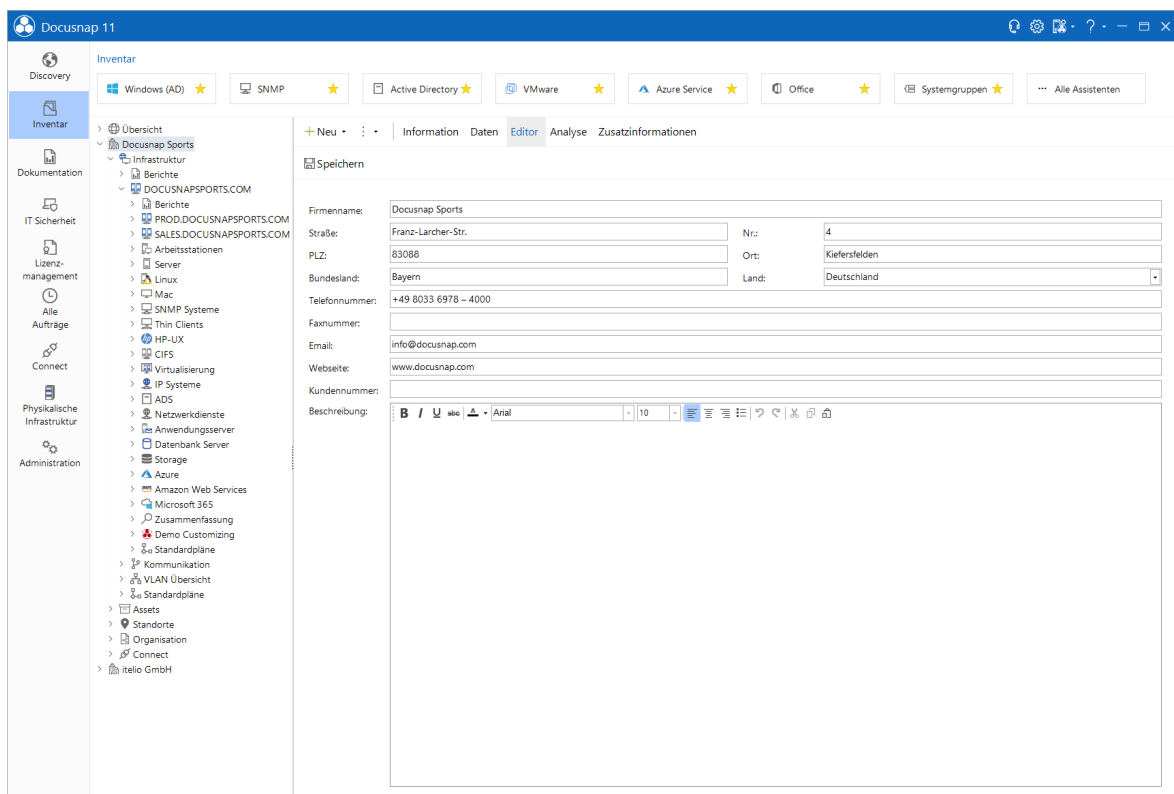 Docusnap 11
?
Discovery
Inventar
Dokumentation
IT Sicherheit
Lizenz-
management
Alle
Aufträge
Connect
Physikalische
Infrastruktur
Administration
Inventar
Windows (AD)
SNMP
Active Directory
VMware
Azure Service
Office
Systemgruppen
Alle Assistenten
Übersicht
Docusnap Sports
Infrastruktur
Berichte
DOCUSNAPSPORTS.COM
Berichte
PROD.DOCUSNAPSPORTS.COM
SALES.DOCUSNAPSPORTS.COM
Arbeitsstationen
Server
Linux
Mac
SNMP Systeme
Thin Clients
HP-UX
CIFS
Virtualisierung
IP Systeme
ADS
Netzwerkdienste
Anwendungsserver
Datenbank Server
Storage
Azure
Amazon Web Services
Microsoft 365
Zusammenfassung
Demo Customizing
Standardpläne
Kommunikation
VLAN Übersicht
Standardpläne
Assets
Standorte
Organisation
Connect
itelio GmbH
Neu Information Daten Editor Analyse Zusatzinformationen
Speichern
Firmenname: Docusnap Sports
Straße: Franz-Larcher-Str. Nr.: 4
PLZ: 83088 Ort: Kiefersfelden
Bundesland: Bayern Land: Deutschland
Telefonnummer: +49 8033 6978 – 4000
Faxnummer:
Email: info@docusnap.com
Webseite: www.docusnap.com
Kundennummer:
Beschreibung: B I U abc A Arial 10